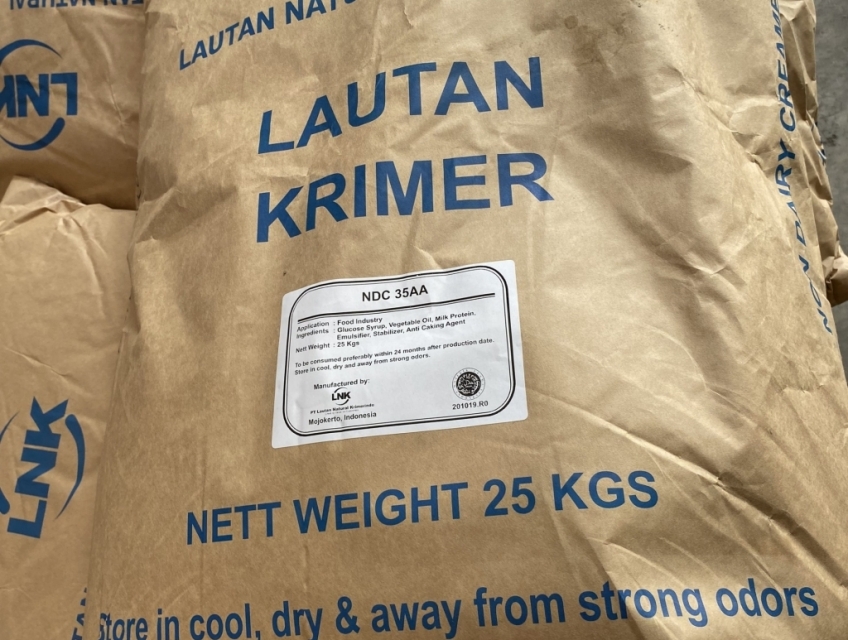 LAUTAN
LNK
LAUTAN
KRIMER
NON DAIRY CREAMER
NDC 35AA
Application : Food Industry
Ingredients : Glucose Syrup, Vegetable Oil, Milk Protein,
Emulsifier, Stabilizer, Anti Caking Agent
Nett Weight : 25 Kgs
To be consumed preferably within 24 months after production date.
Store in cool, dry and away from strong odors.
Manufactured by:
LNK
PT Lautan Natural Krimerindo
Mojokerto, Indonesia
201019.R0
LNK
NETT WEIGHT 25 KGS
Store in cool, dry & away from strong odors